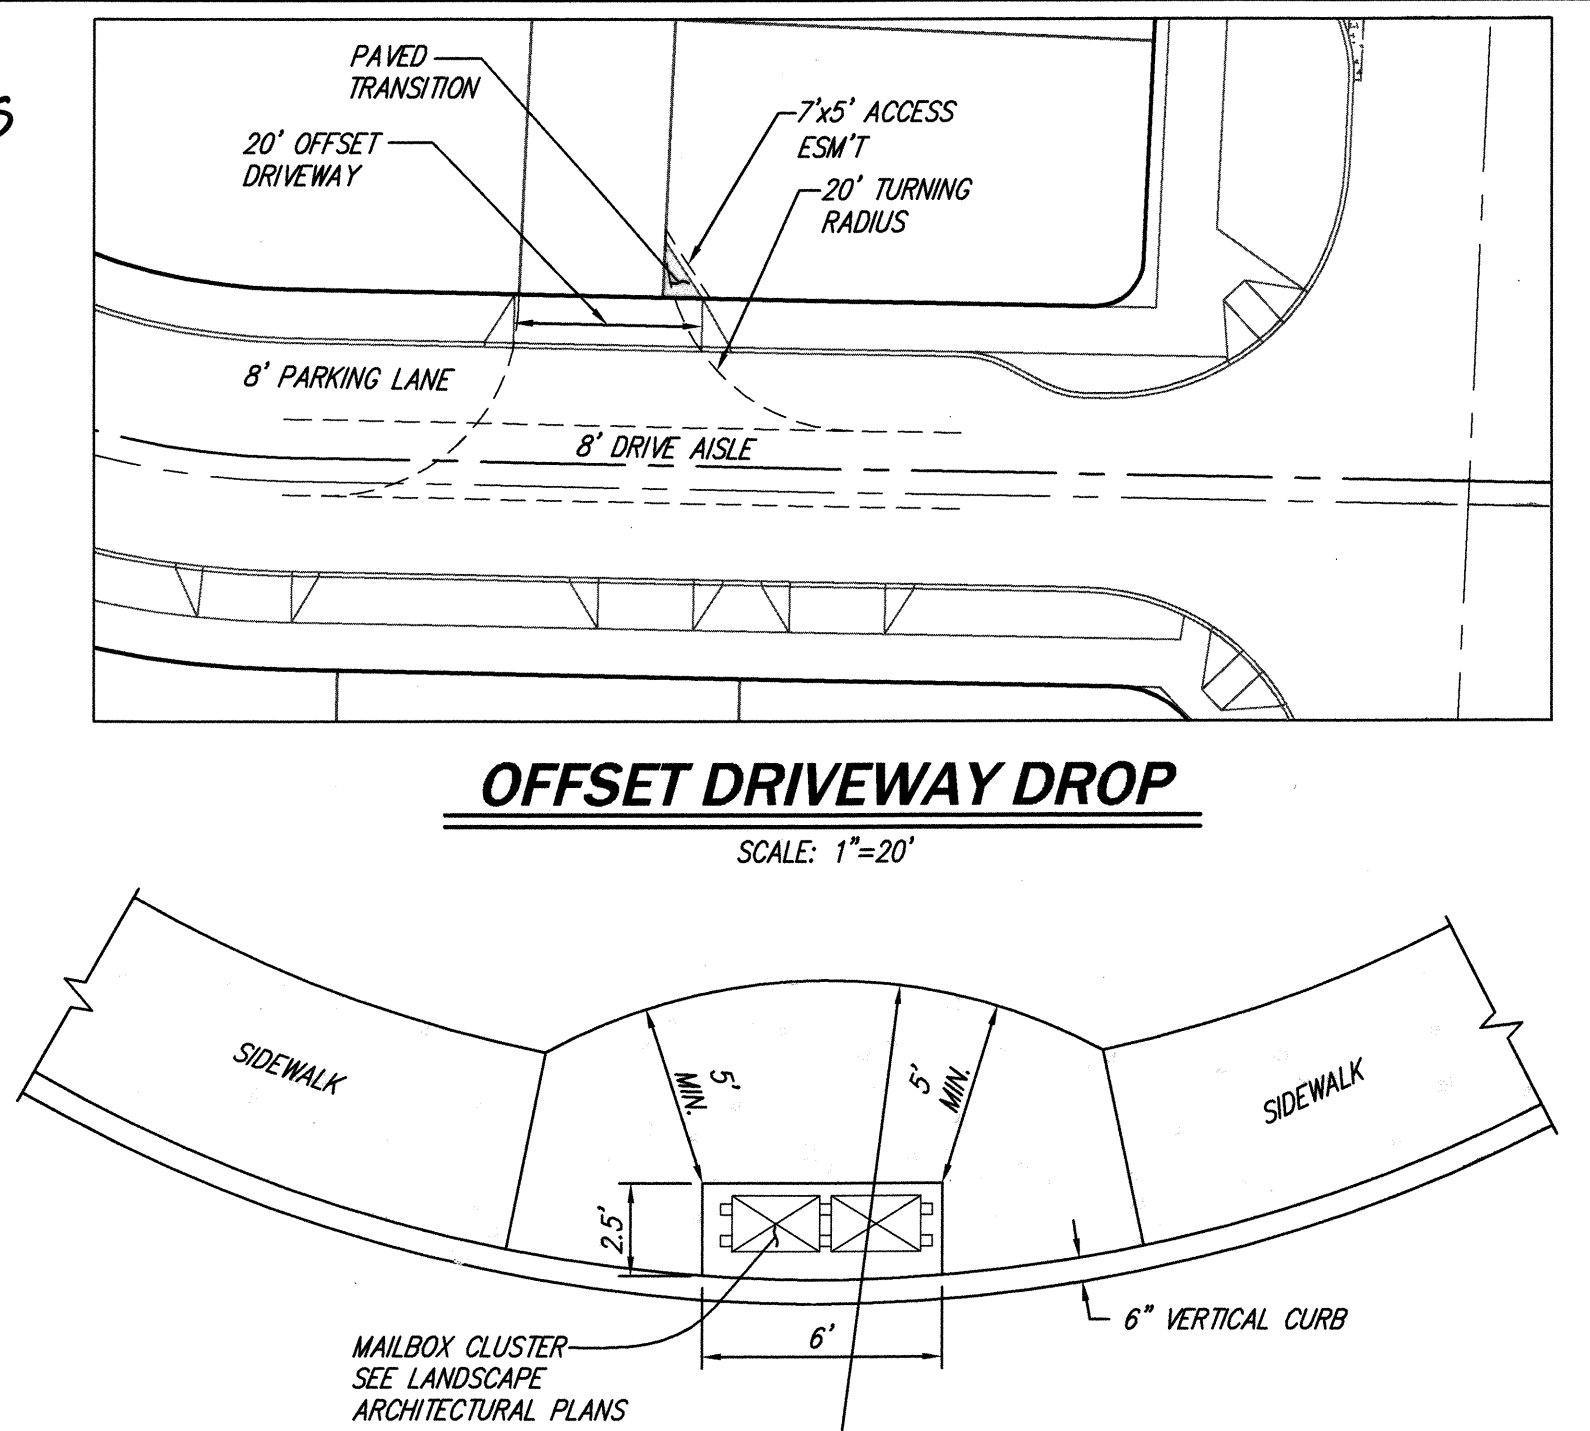 PAVED
TRANSITION
7'x5' ACCESS
ESM'T
20' OFFSET
DRIVEWAY
20' TURNING
RADIUS
8' PARKING LANE
8' DRIVE AISLE
OFFSET DRIVEWAY DROP
SCALE: 1"=20'
SIDEWALK
5'
MIN.
5'
MIN.
SIDEWALK
2.5'
6'
6" VERTICAL CURB
MAILBOX CLUSTER
SEE LANDSCAPE
ARCHITECTURAL PLANS